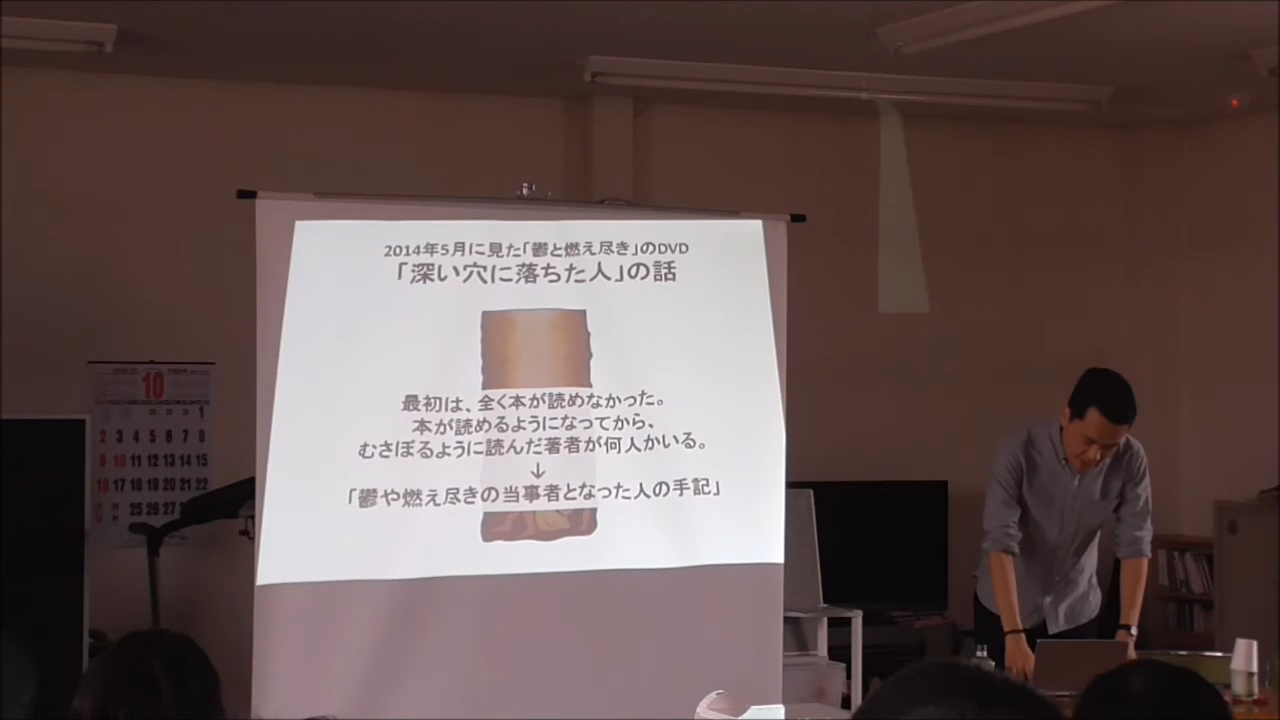 2014年5月に見た「鬱と燃え尽き」のDVD
「深い穴に落ちた人」の話
最初は、全く本が読めなかった。
本が読めるようになってから、
むさぼるように読んだ著者が何人かいる。
↓
「鬱や燃え尽きの当事者となった人の手記」
10
1
2 3 4 5 6 7 8
9 10 11 12 13 14 15
16 17 18 19 20 21 22
25 26 27